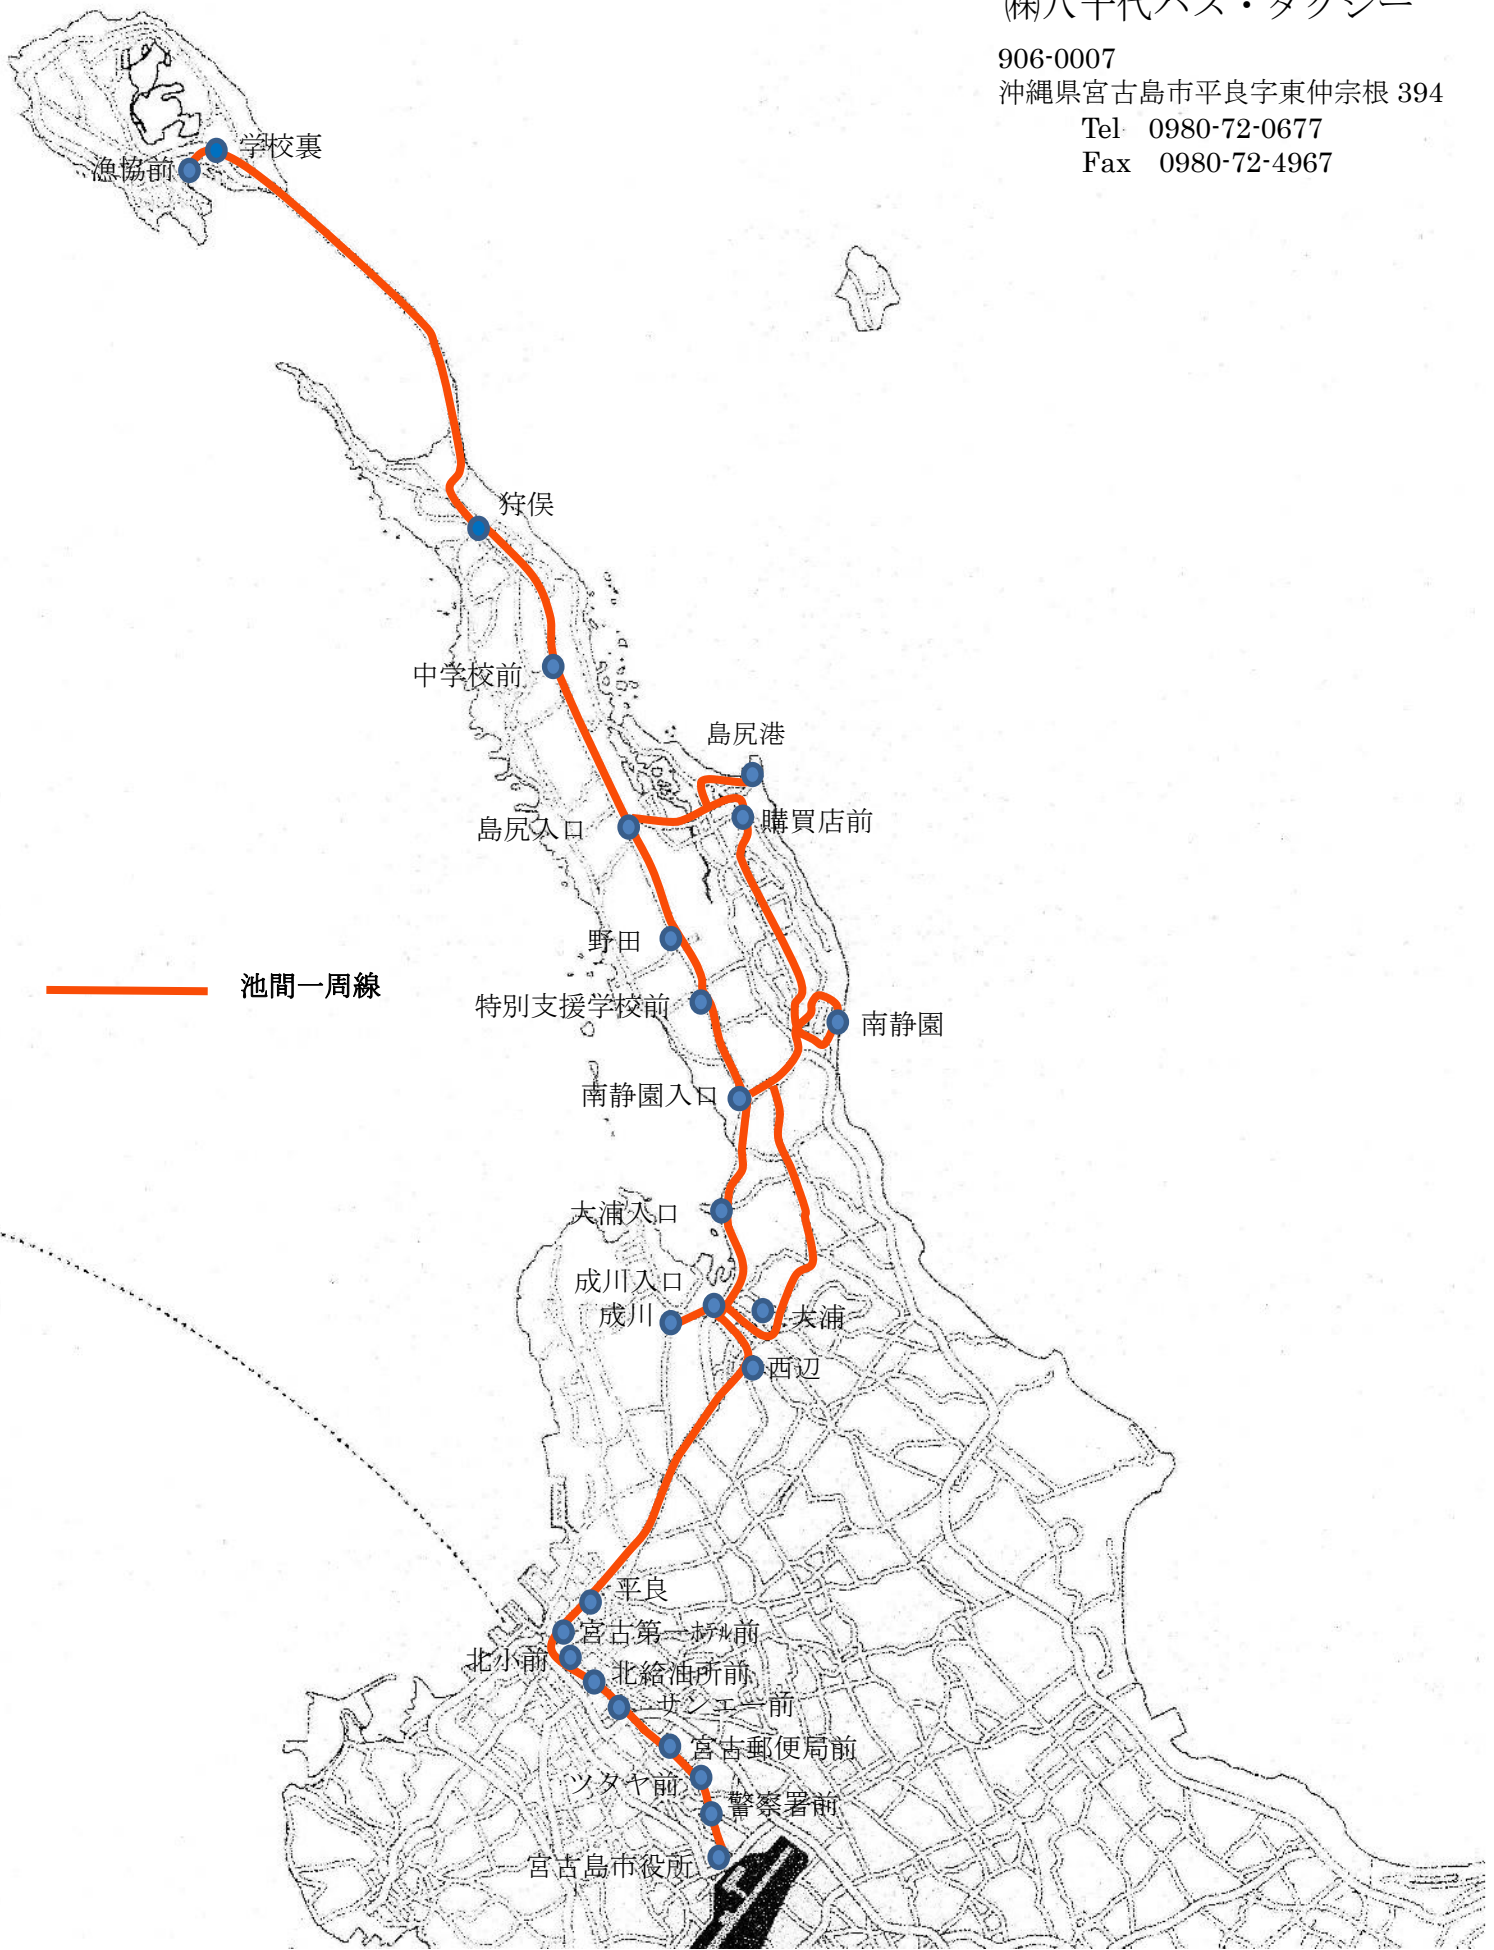 ㈱八千代バス・タクシー
906-0007
沖縄県宮古島市平良字東仲宗根 394
Tel 0980-72-0677
Fax 0980-72-4967
学校裏
漁協前
狩俣
中学校前
島尻港
購買店前
島尻入口
野田
池間一周線
特別支援学校前
南静園
南静園入口
大浦入口
成川入口
成川
大浦
西辺
平良
宮古第一ﾎﾃﾙ前
北小前
北給油所前
サンエー前
宮古郵便局前
ツタヤ前
警察署前
宮古島市役所